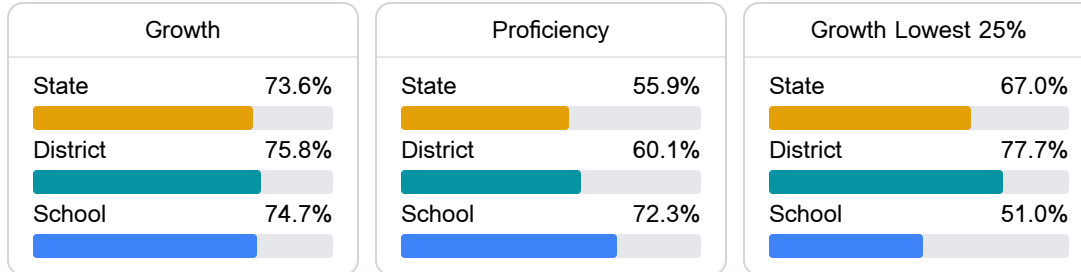 Growth
State 73.6%
District 75.8%
School 74.7%
Proficiency
State 55.9%
District 60.1%
School 72.3%
Growth Lowest 25%
State 67.0%
District 77.7%
School 51.0%